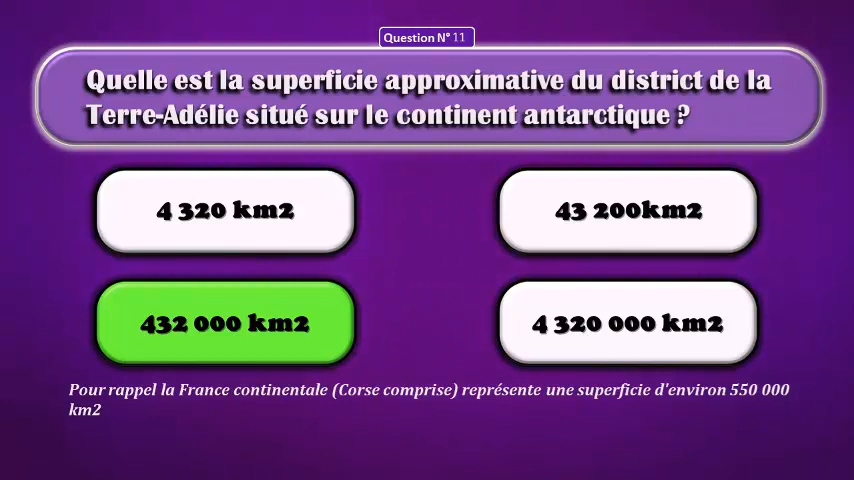 Question N° 11
Quelle est la superficie approximative du district de la
Terre-Adélie situé sur le continent antarctique ?
4 320 km2
43 200km2
432 000 km2
4 320 000 km2
Pour rappel la France continentale (Corse comprise) représente une superficie d'environ 550 000
km2